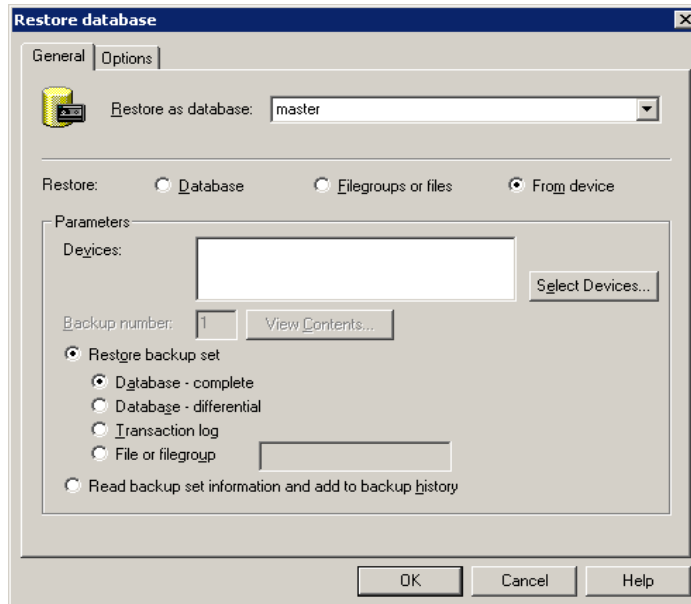 Restore database
General Options
Restore as database: master
Restore: Database Filegroups or files From device
Parameters
Devices:
Select Devices...
Backup number: 1 View Contents...
Restore backup set
Database - complete
Database - differential
Transaction log
File or filegroup
Read backup set information and add to backup history
OK Cancel Help